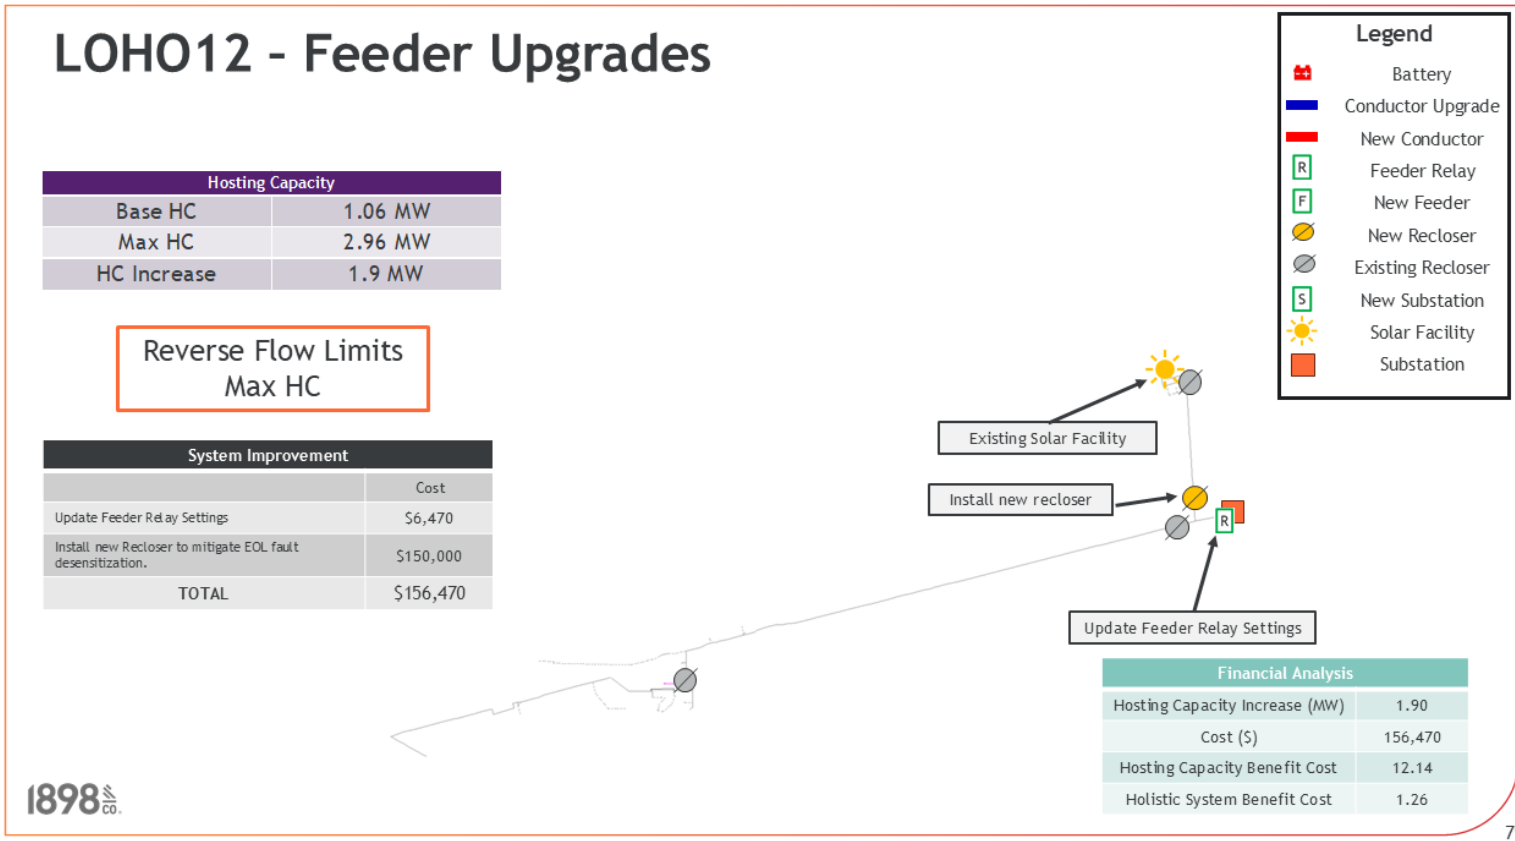 LOHO12 – Feeder Upgrades
Legend
Battery
Conductor Upgrade
New Conductor
R Feeder Relay
F New Feeder
New Recloser
Existing Recloser
S New Substation
Solar Facility
Substation
Hosting Capacity
Base HC 1.06 MW
Max HC 2.96 MW
HC Increase 1.9 MW
Reverse Flow Limits
Max HC
System Improvement
Cost
Update Feeder Relay Settings $6,470
Install new Recloser to mitigate EOL fault
desensitization. $150,000
TOTAL $156,470
Existing Solar Facility
Install new recloser
R
Update Feeder Relay Settings
Financial Analysis
Hosting Capacity Increase (MW) 1.90
Cost ($) 156,470
Hosting Capacity Benefit Cost 12.14
Holistic System Benefit Cost 1.26
1898 & CO.
7